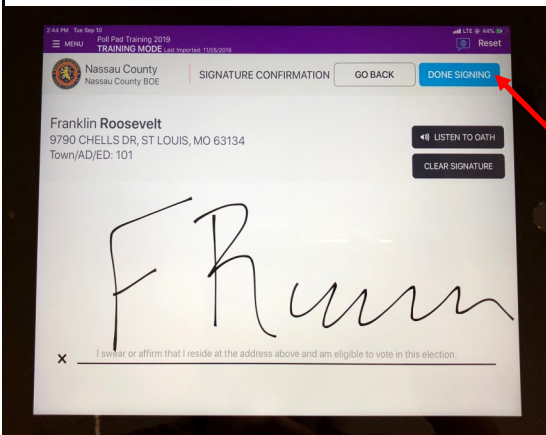 2:44 PM Tue Sep 10
LTE 44%
MENU
Poll Pad Training 2019
TRAINING MODE Last Imported: 11/05/2019
Reset
Nassau County
Nassau County BOE
SIGNATURE CONFIRMATION
GO BACK
DONE SIGNING
Franklin Roosevelt
9790 CHELLS DR, ST LOUIS, MO 63134
Town/AD/ED: 101
LISTEN TO OATH
CLEAR SIGNATURE
F R
X
I swear or affirm that I reside at the address above and am eligible to vote in this election.